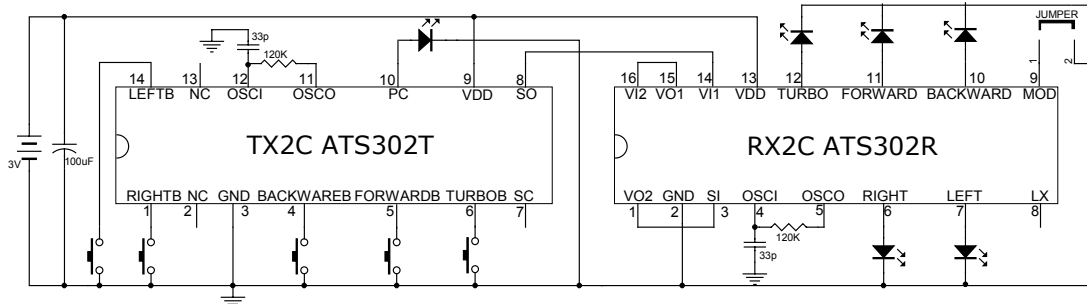 33p
120K
JUMPER
1
2
14
13
12
11
10
9
8
LEFTB
NC
OSCI
OSCO
PC
VDD
SO
16
15
14
13
12
11
10
9
VI2
VO1
VI1
VDD
TURBO
FORWARD
BACKWARD
MOD
3V
100uF
TX2C ATS302T
RX2C ATS302R
RIGHTB
NC
GND
BACKWAREB
FORWARDB
TURBOB
SC
1
2
3
4
5
6
7
VO2
GND
SI
OSCI
OSCO
RIGHT
LEFT
LX
1
2
3
4
5
6
7
8
120K
33p